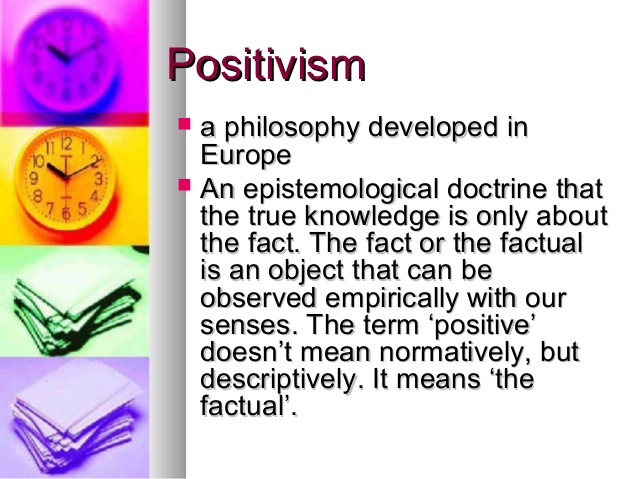 Positivism
a philosophy developed in
Europe
An epistemological doctrine that
the true knowledge is only about
the fact. The fact or the factual
is an object that can be
observed empirically with our
senses. The term ‘positive’
doesn’t mean normatively, but
descriptively. It means ‘the
factual’.